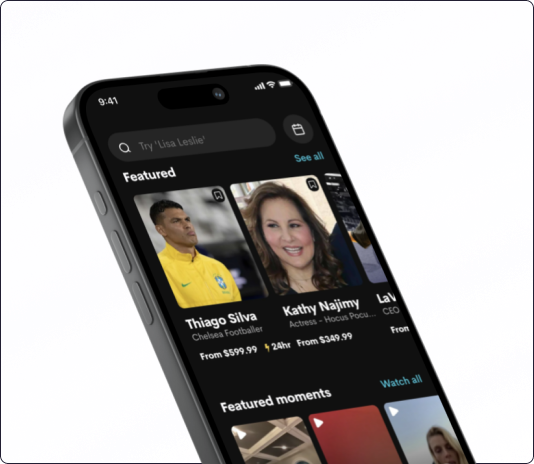 9:41
Try 'Lisa Leslie'
Featured
See all
Thiago Silva
Chelsea Footballer
From $599.99
24hr
Kathy Najimy
Actress - Hocus Pocu...
From $349.99
LaV
CEO
From
Featured moments
Watch all